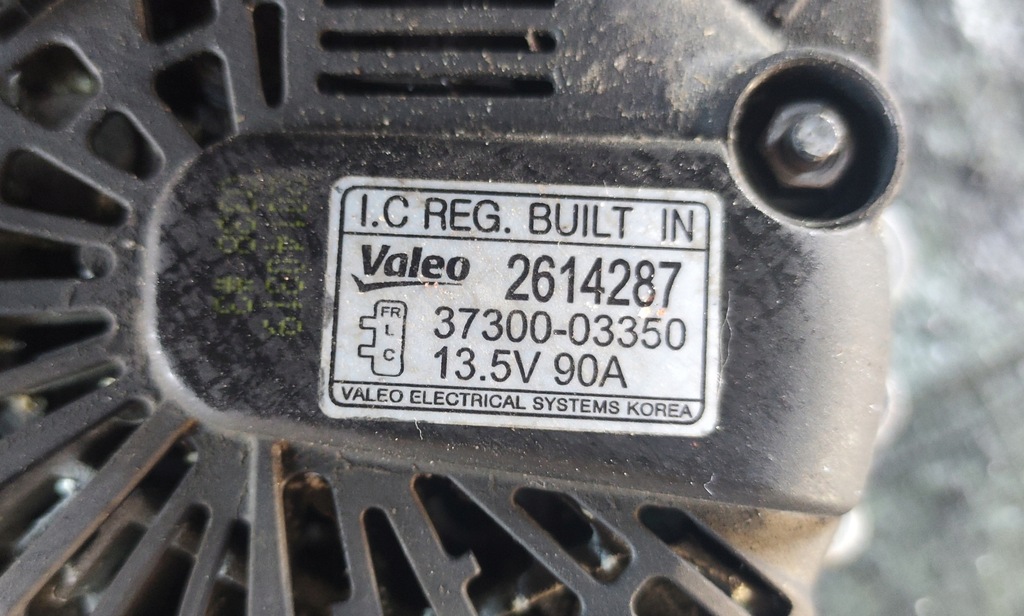 I.C REG. BUILT IN
Valeo 2614287
FR
L
C
37300-03350
13.5V 90A
VALEO ELECTRICAL SYSTEMS KOREA